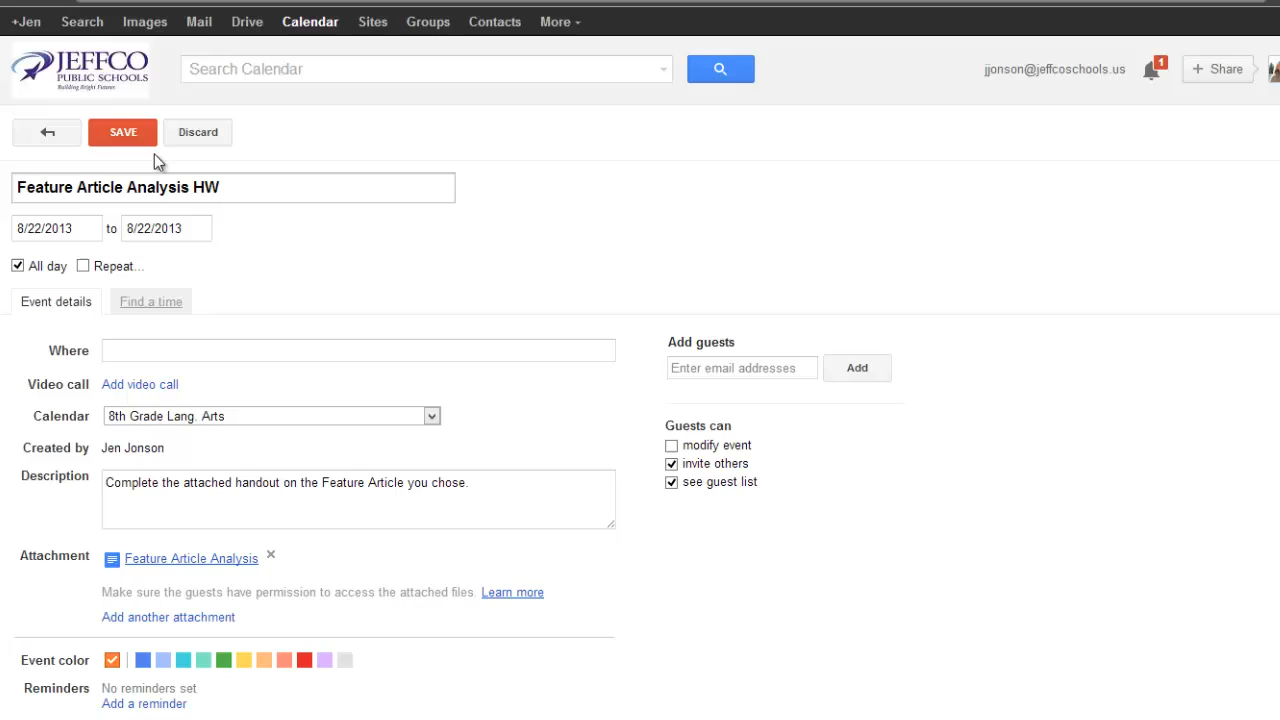 +Jen Search Images Mail Drive Calendar Sites Groups Contacts More
JEFFCO
PUBLIC SCHOOLS
Building Bright Futures
Search Calendar
jjonson@jeffcoschools.us
1
+ Share
SAVE Discard
Feature Article Analysis HW
8/22/2013 to 8/22/2013
All day Repeat...
Event details Find a time
Where
Video call Add video call
Calendar 8th Grade Lang. Arts
Created by Jen Jonson
Description Complete the attached handout on the Feature Article you chose.
Attachment Feature Article Analysis
Make sure the guests have permission to access the attached files. Learn more
Add another attachment
Event color
Reminders No reminders set
Add a reminder
Add guests
Enter email addresses Add
Guests can
modify event
invite others
see guest list